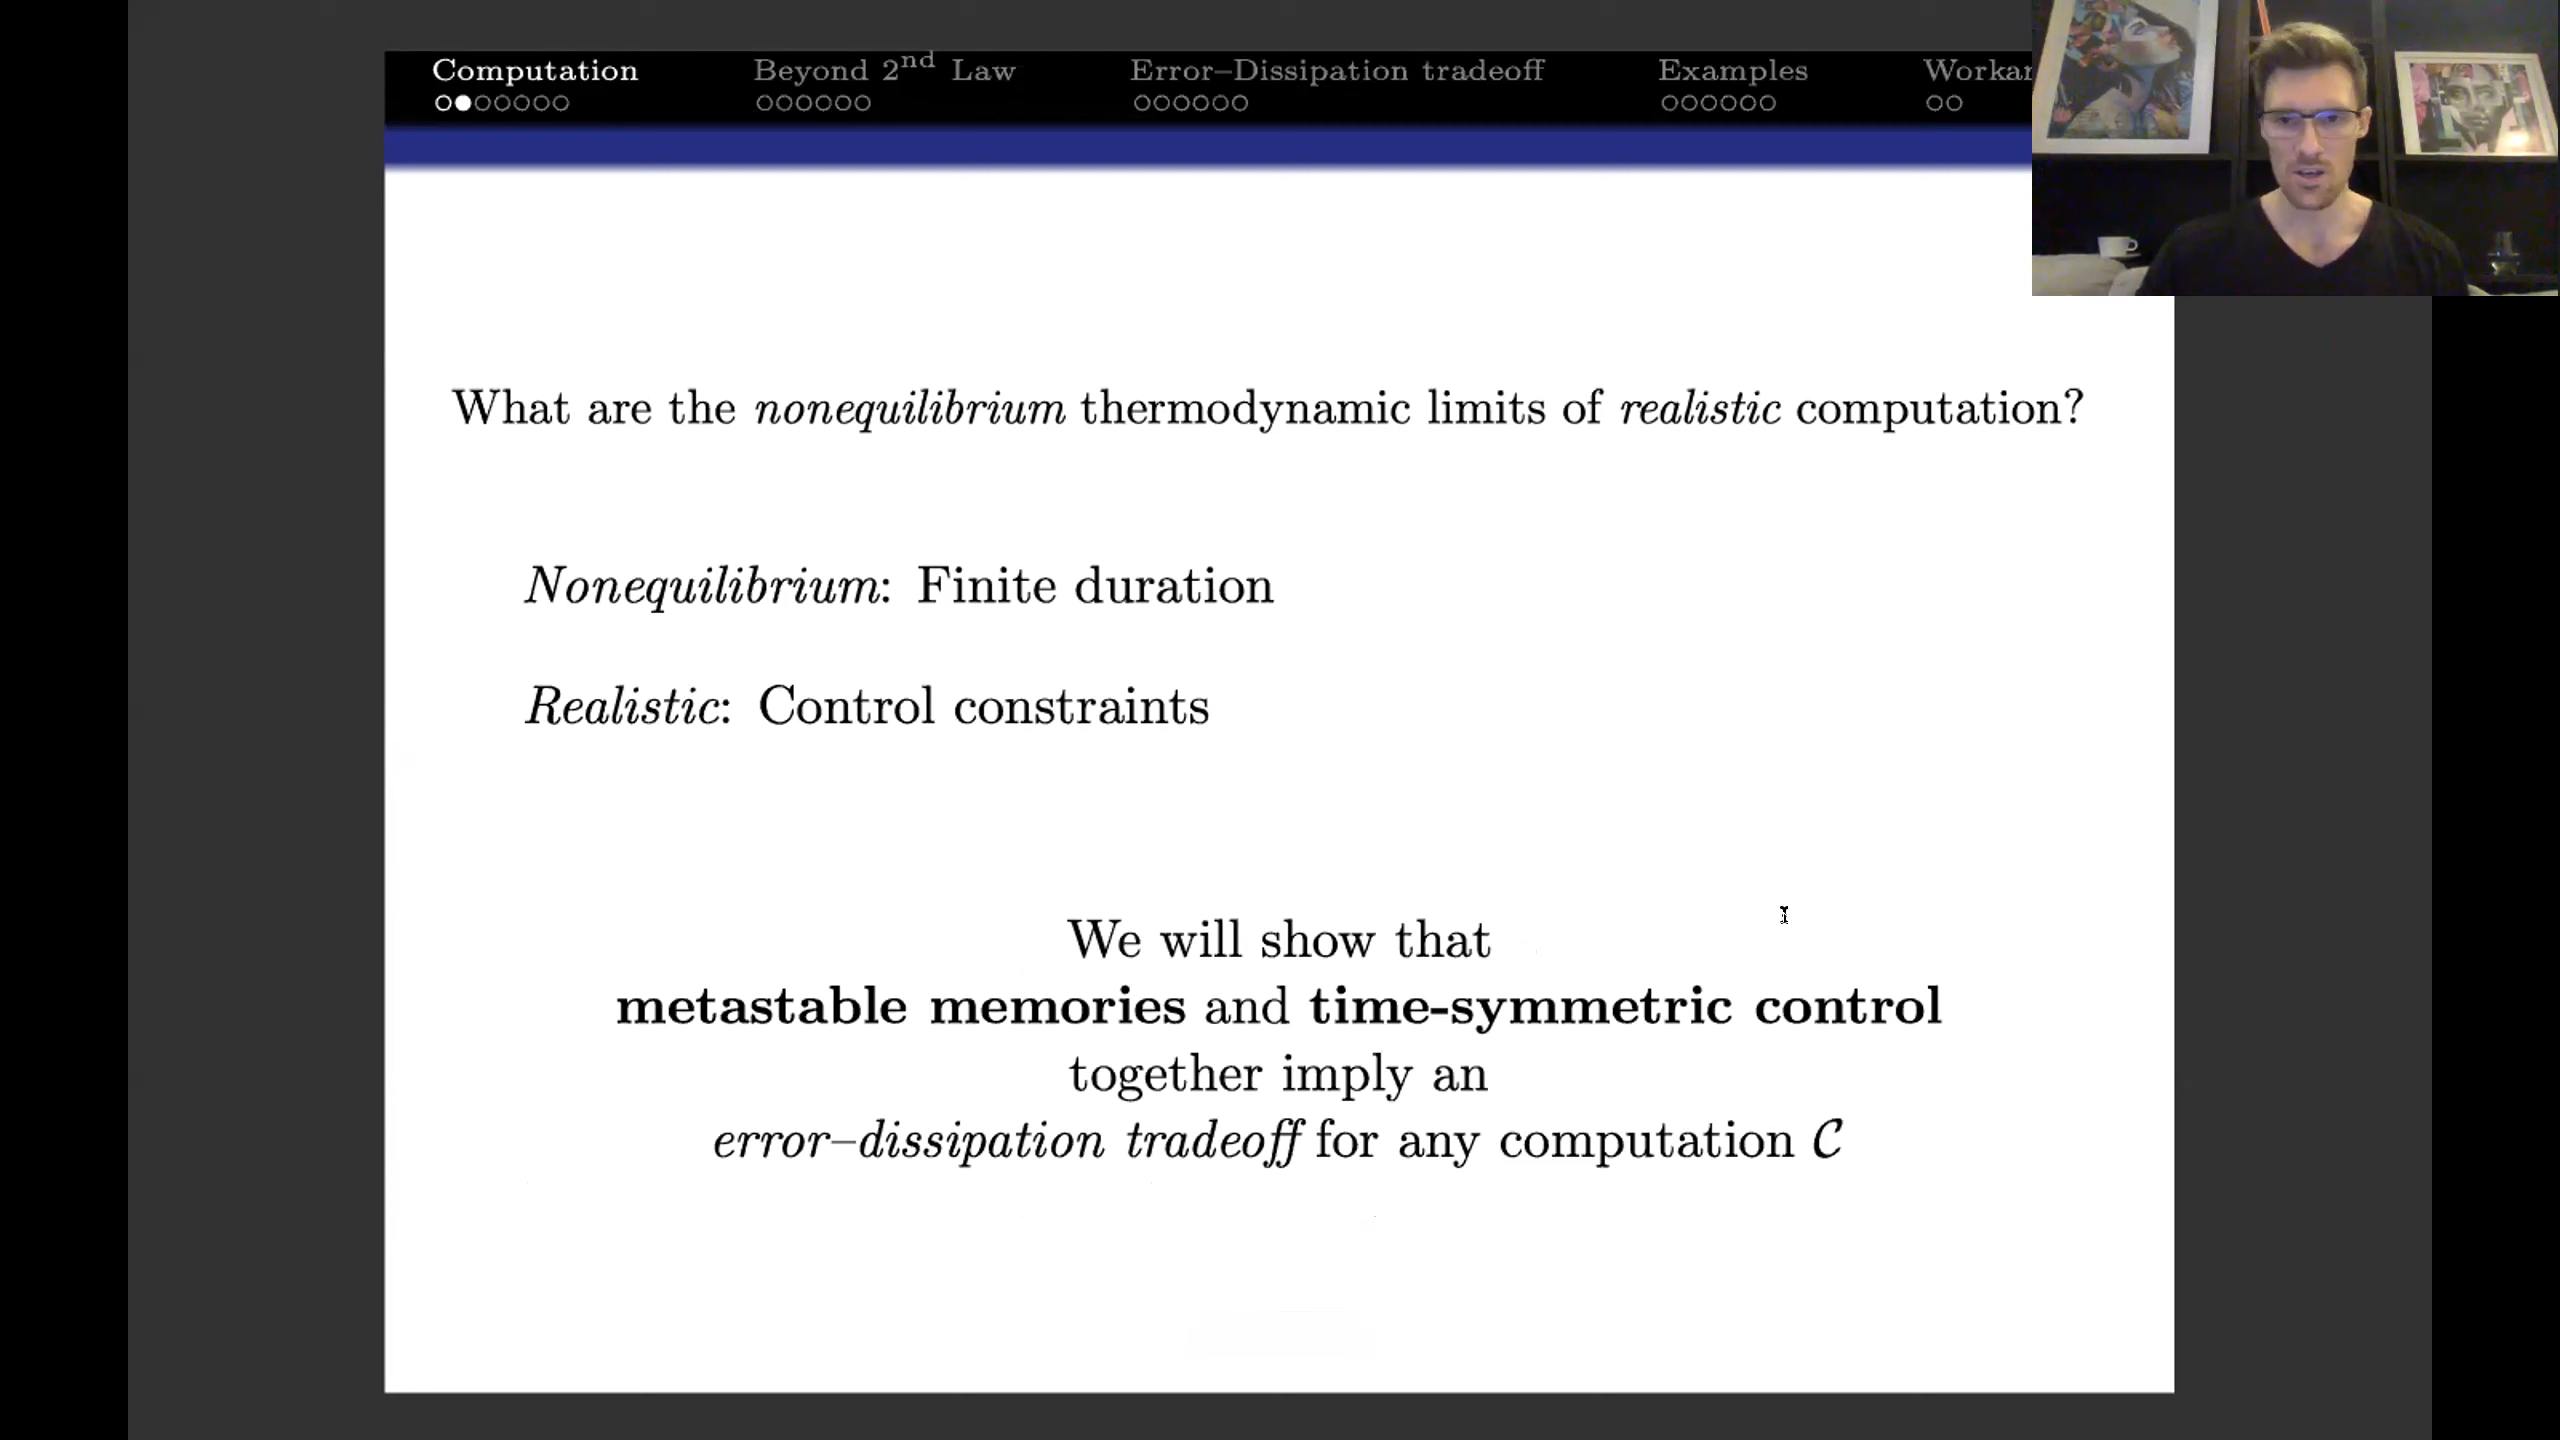 Computation Beyond 2nd Law Error–Dissipation tradeoff Examples
What are the nonequilibrium thermodynamic limits of realistic computation?
Nonequilibrium: Finite duration
Realistic: Control constraints
We will show that
metastable memories and time-symmetric control
together imply an
error–dissipation tradeoff for any computation 𝒞